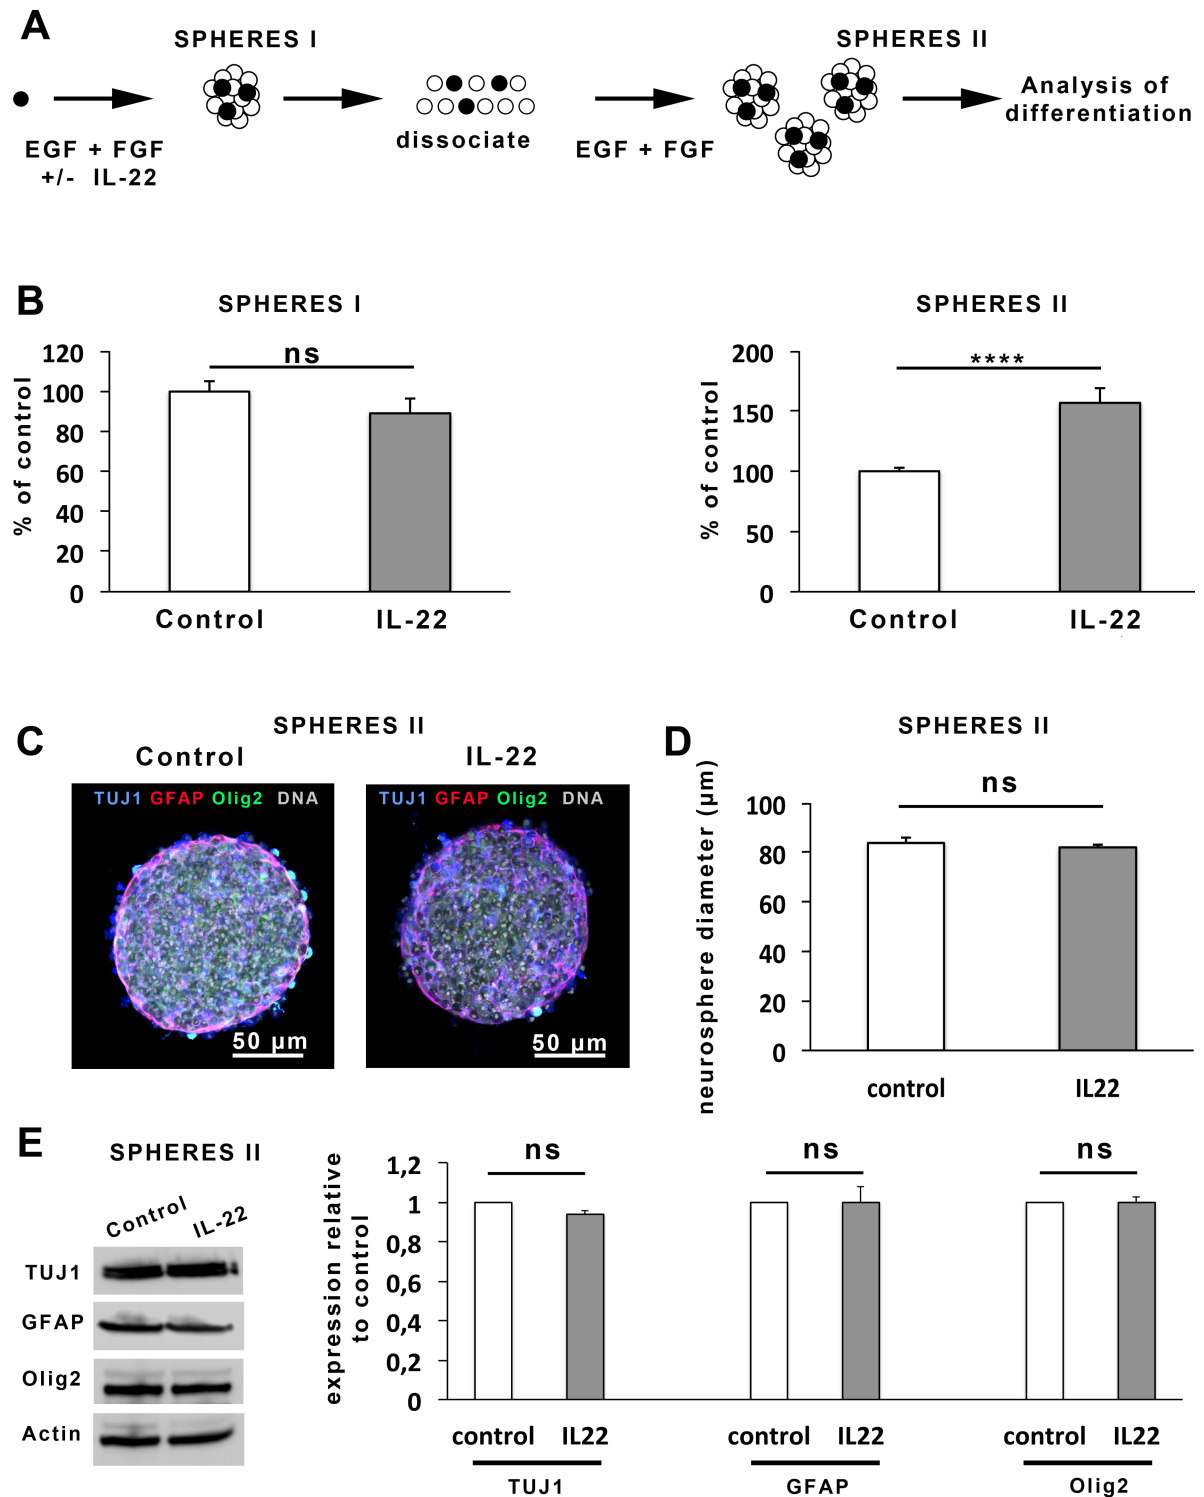 A
SPHERES I
SPHERES II
EGF + FGF
+/- IL-22
dissociate
EGF + FGF
Analysis of
differentiation
B
SPHERES I
% of control
120
100
80
60
40
20
0
ns
Control
IL-22
SPHERES II
% of control
200
150
100
50
0
****
Control
IL-22
C
SPHERES II
Control
IL-22
TUJ1 GFAP Olig2 DNA
50 μm
TUJ1 GFAP Olig2 DNA
50 μm
D
SPHERES II
neurosphere diameter (μm)
100
80
60
40
20
0
ns
control
IL22
E
SPHERES II
Control
IL-22
TUJ1
GFAP
Olig2
Actin
expression relative
to control
1,2
1
0,8
0,6
0,4
0,2
0
ns
ns
ns
control IL22
control IL22
control IL22
TUJ1
GFAP
Olig2